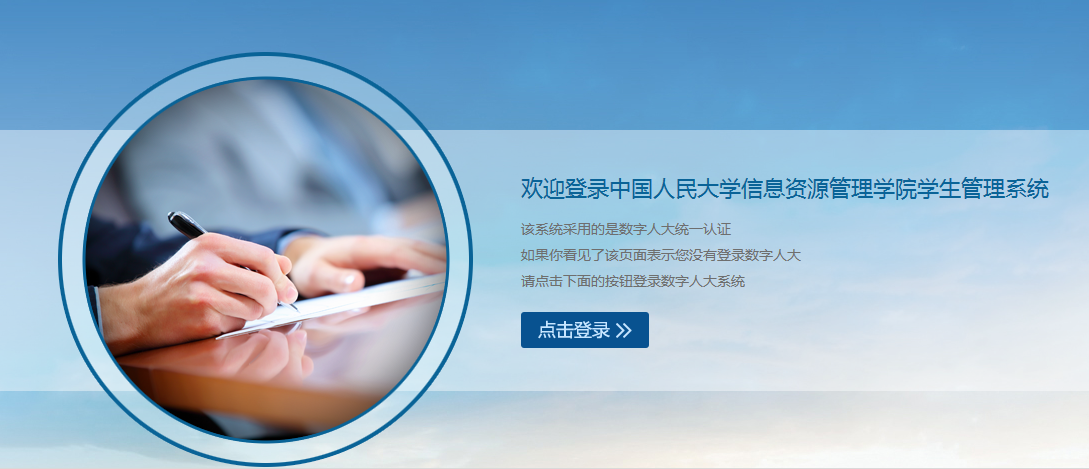 欢迎登录中国人民大学信息资源管理学院学生管理系统
该系统采用的是数字人大统一认证
如果你看见了该页面表示您没有登录数字人大
请点击下面的按钮登录数字人大系统
点击登录 »